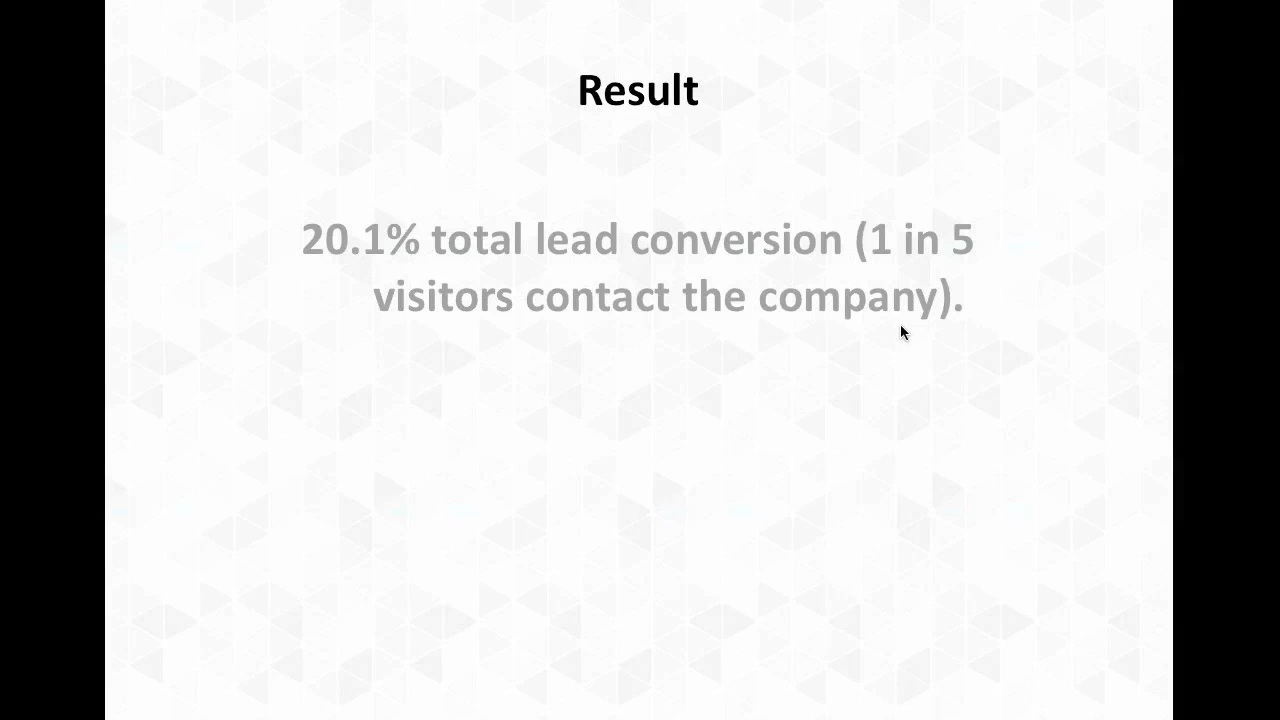 Result
20.1% total lead conversion (1 in 5
visitors contact the company).